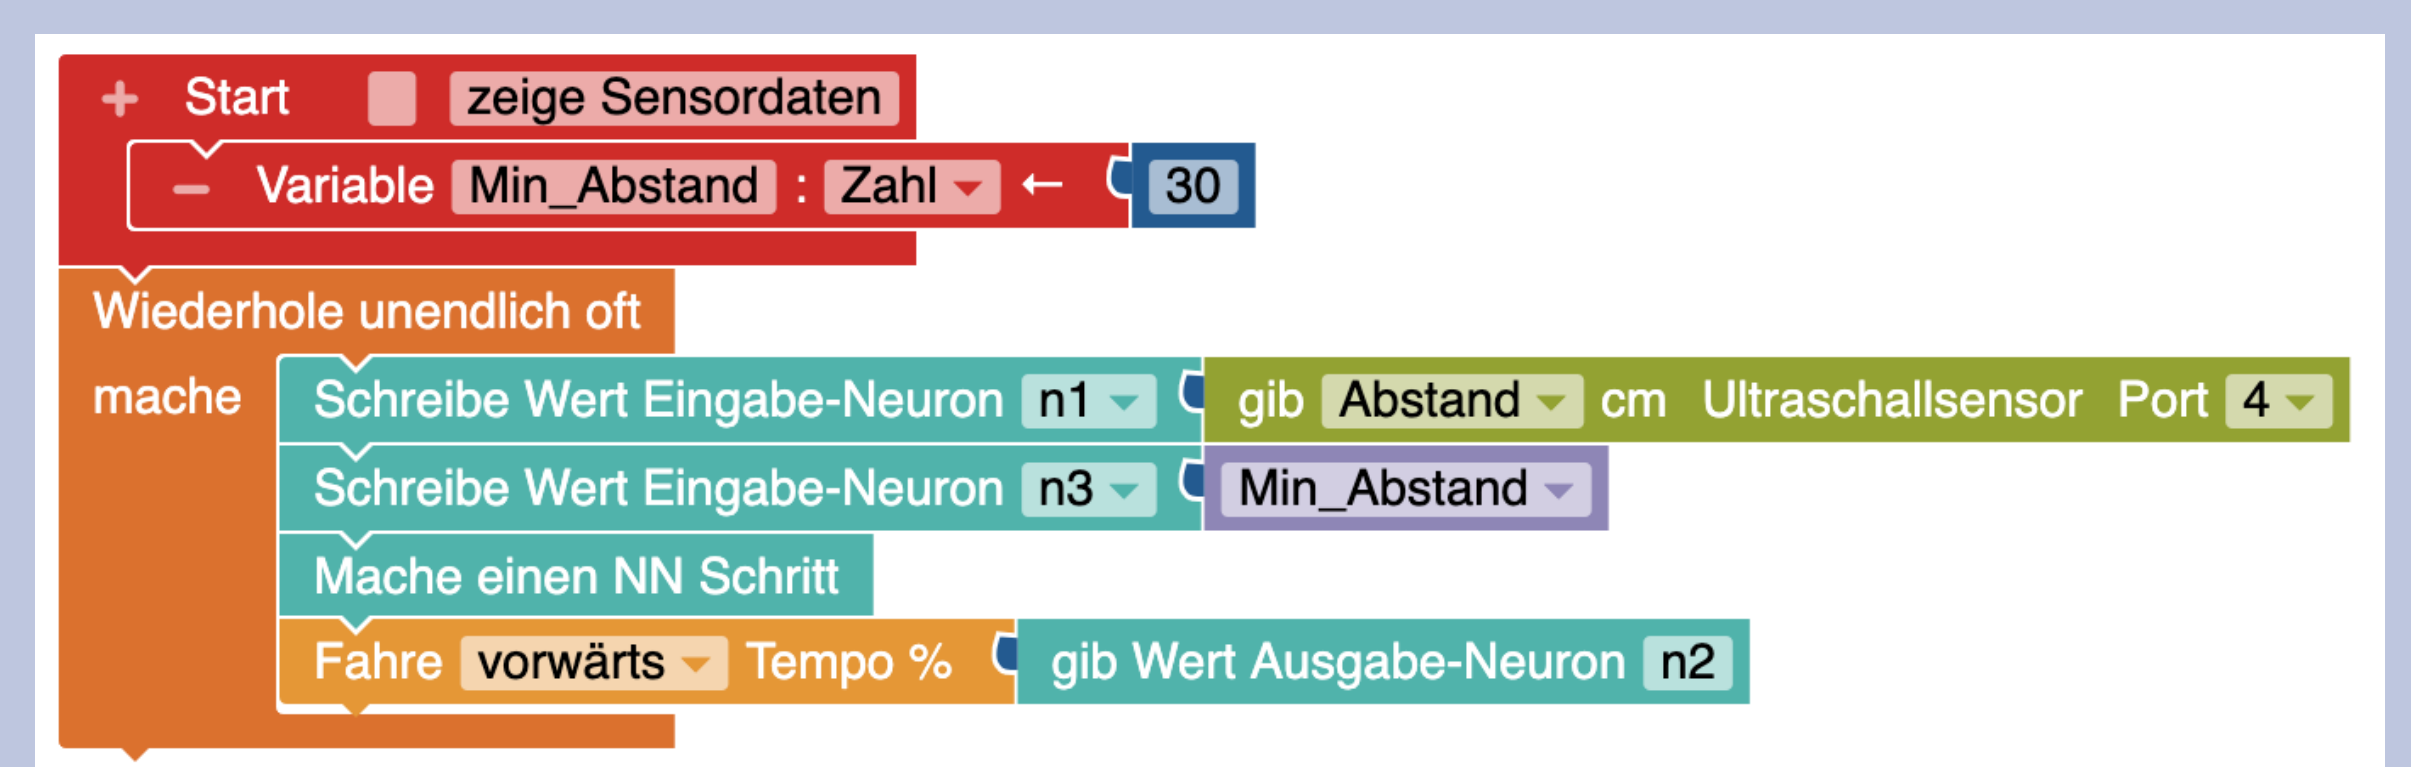 + Start zeige Sensordaten
− Variable Min_Abstand : Zahl ← 30
Wiederhole unendlich oft
mache Schreibe Wert Eingabe-Neuron n1 gib Abstand cm Ultraschallsensor Port 4
Schreibe Wert Eingabe-Neuron n3 Min_Abstand
Mache einen NN Schritt
Fahre vorwärts Tempo % gib Wert Ausgabe-Neuron n2